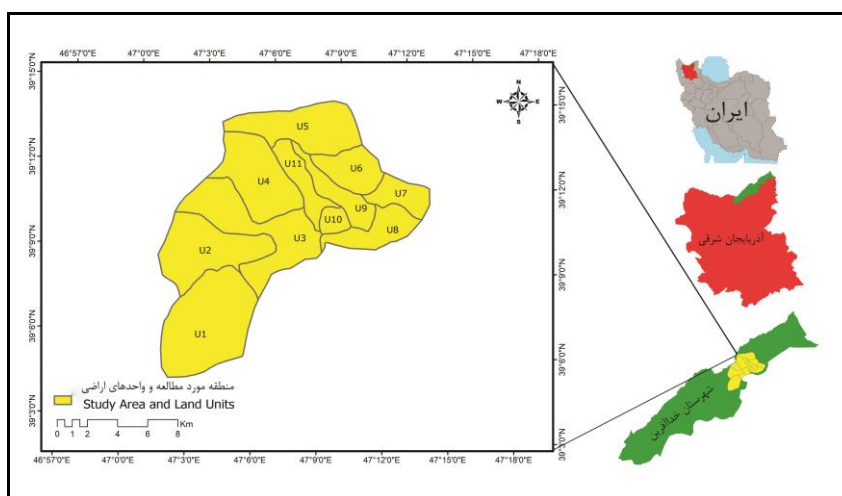 46°57'0"E 47°0'0"E 47°3'0"E 47°6'0"E 47°9'0"E 47°12'0"E 47°15'0"E 47°18'0"E
39°15'0"N
39°12'0"N
39°9'0"N
39°6'0"N
39°3'0"N
N
W E
S
U5
U11
U6
U4
U7
U9
U10
U3
U8
U2
U1
منطقه مورد مطالعه و واحدهای اراضی
Study Area and Land Units
0 1 2 4 6 8 Km
39°15'0"N
39°12'0"N
39°9'0"N
39°6'0"N
39°3'0"N
46°57'0"E 47°0'0"E 47°3'0"E 47°6'0"E 47°9'0"E 47°12'0"E 47°15'0"E 47°18'0"E
ایران
آذربایجان شرقی
شهرستان خداآفرین